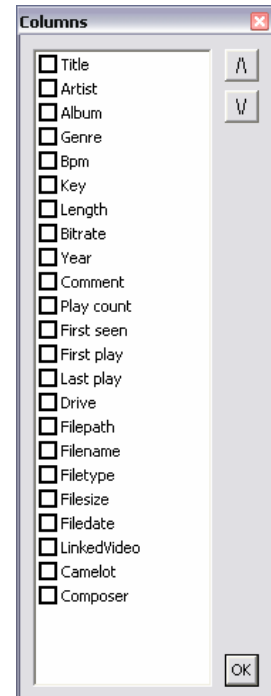 Columns
Title
Artist
Album
Genre
Bpm
Key
Length
Bitrate
Year
Comment
Play count
First seen
First play
Last play
Drive
Filepath
Filename
Filetype
Filesize
Filedate
LinkedVideo
Camelot
Composer
/\
\/
OK